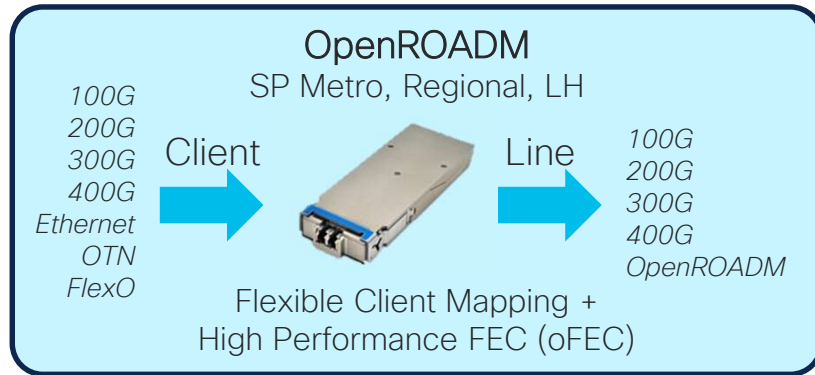 OpenROADM
SP Metro, Regional, LH
100G
200G
300G
400G
Ethernet
OTN
FlexO
Client
Line
100G
200G
300G
400G
OpenROADM
Flexible Client Mapping +
High Performance FEC (oFEC)